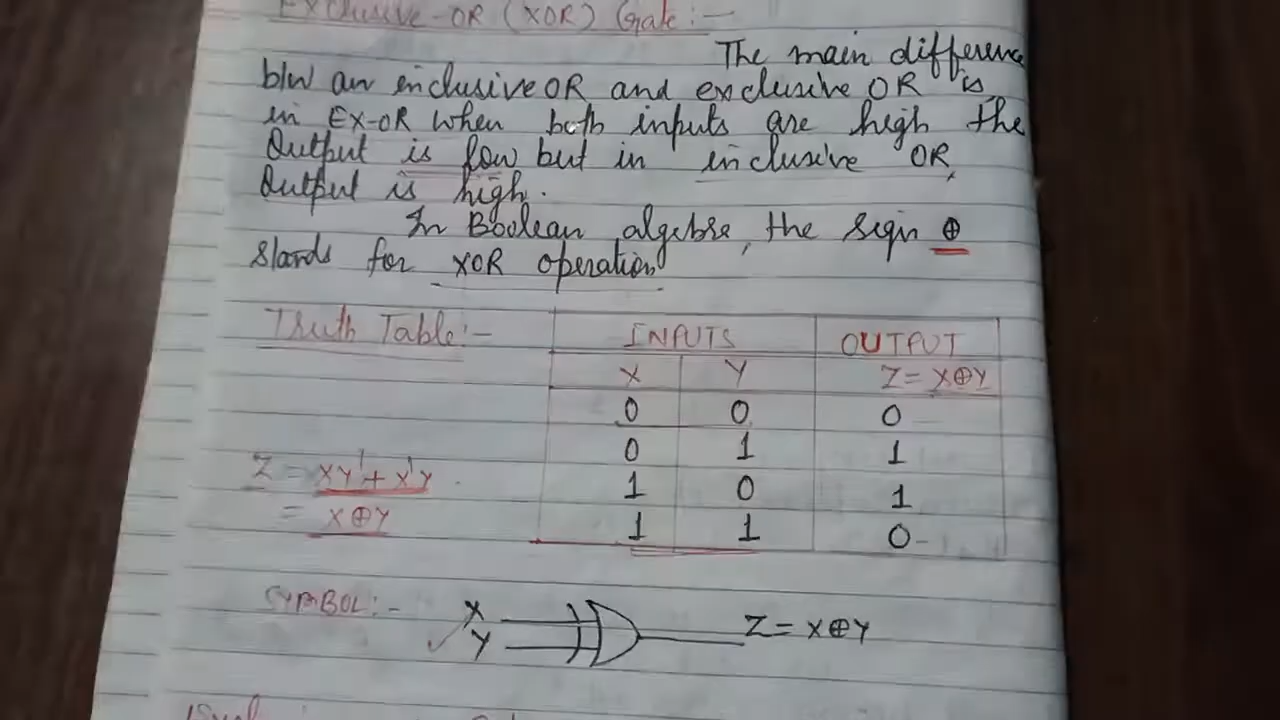 Exclusive-OR (XOR) Gate:-
The main difference
b/w an inclusive OR and exclusive OR is
in EX-OR when both inputs are high the
Output is low but in inclusive OR,
Output is high.
In Boolean algebra, the sign ⊕
stands for XOR operation
Truth Table:-
INPUTS OUTPUT
X Y Z = X⊕Y
0 0 0
0 1 1
1 0 1
1 1 0
Z = XY' + X'Y
= X⊕Y
SYMBOL:-
X
Y
Z = X⊕Y